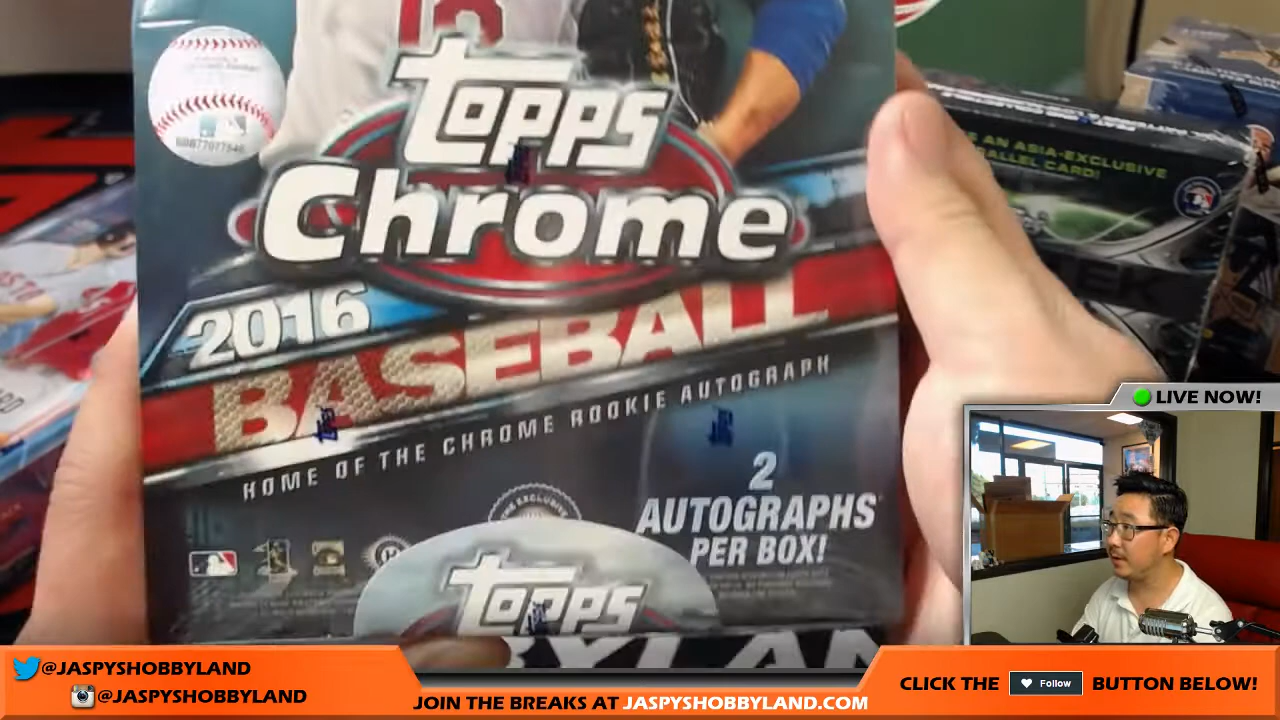 Topps
Chrome
2016
BASEBALL
HOME OF THE CHROME ROOKIE AUTOGRAPH
2
AUTOGRAPHS
PER BOX!
Topps
AN ASIA-EXCLUSIVE
CARD!
LIVE NOW!
@JASPYSHOBBYLAND
@JASPYSHOBBYLAND
JOIN THE BREAKS AT JASPYSHOBBYLAND.COM
CLICK THE Follow BUTTON BELOW!